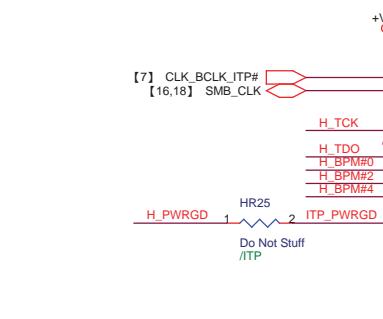 +V
【7】 CLK_BCLK_ITP#
【16,18】 SMB_CLK
H_TCK
H_TDO
H_BPM#0
H_BPM#2
H_BPM#4
HR25
H_PWRGD 1 2 ITP_PWRGD
Do Not Stuff
/ITP